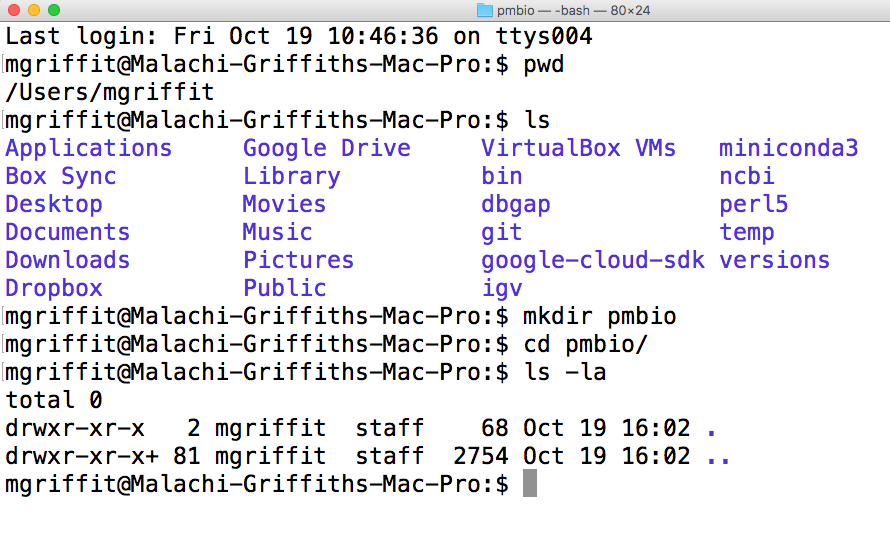 pmbio — -bash — 80×24
Last login: Fri Oct 19 10:46:36 on ttys004
mgriffit@Malachi-Griffiths-Mac-Pro:$ pwd
/Users/mgriffit
mgriffit@Malachi-Griffiths-Mac-Pro:$ ls
Applications     Google Drive     VirtualBox VMs   miniconda3
Box Sync         Library          bin              ncbi
Desktop          Movies           dbgap            perl5
Documents        Music            git              temp
Downloads        Pictures         google-cloud-sdk versions
Dropbox          Public           igv
mgriffit@Malachi-Griffiths-Mac-Pro:$ mkdir pmbio
mgriffit@Malachi-Griffiths-Mac-Pro:$ cd pmbio/
mgriffit@Malachi-Griffiths-Mac-Pro:$ ls -la
total 0
drwxr-xr-x   2 mgriffit  staff    68 Oct 19 16:02 .
drwxr-xr-x+ 81 mgriffit  staff  2754 Oct 19 16:02 ..
mgriffit@Malachi-Griffiths-Mac-Pro:$